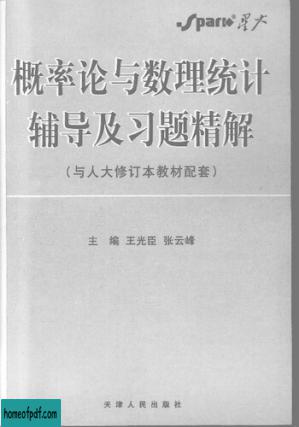 Spark® 星火
概率论与数理统计
辅导及习题精解
(与人大修订本教材配套)
主 编 王光臣 张云峰
天津人民出版社
homeofpdf.com